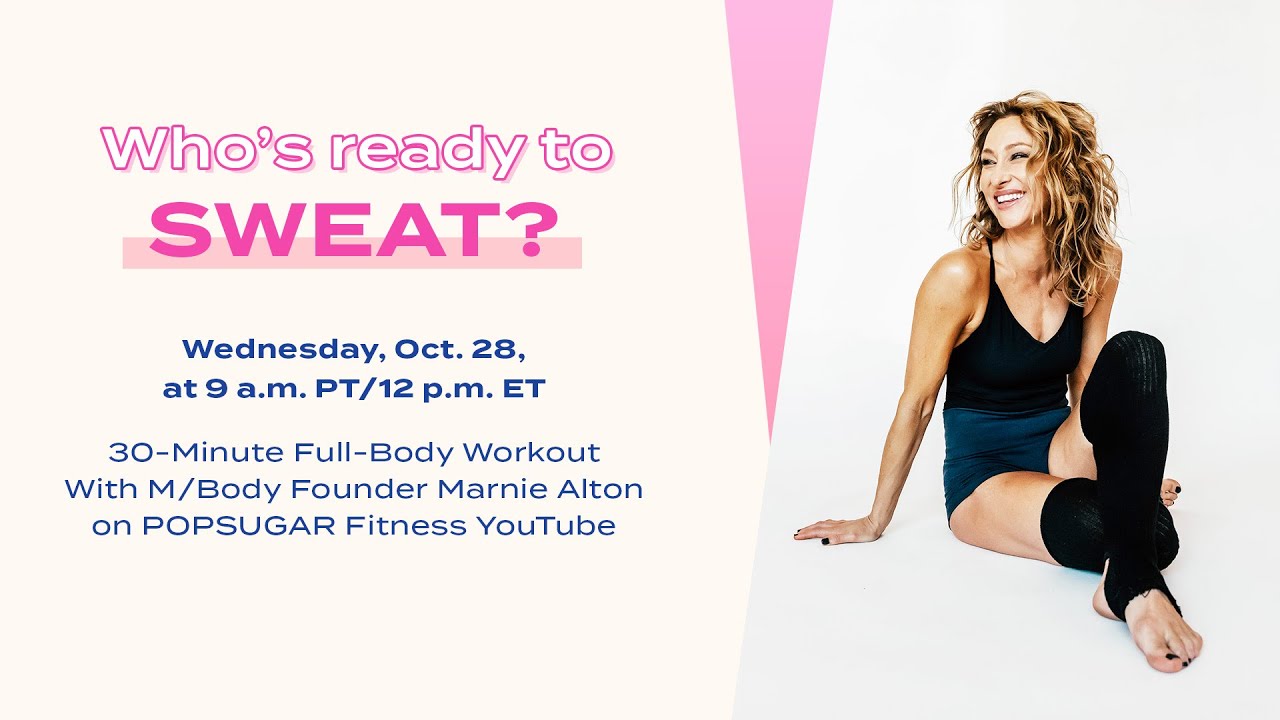 Who's ready to
SWEAT?
Wednesday, Oct. 28,
at 9 a.m. PT/12 p.m. ET
30-Minute Full-Body Workout
With M/Body Founder Marnie Alton
on POPSUGAR Fitness YouTube